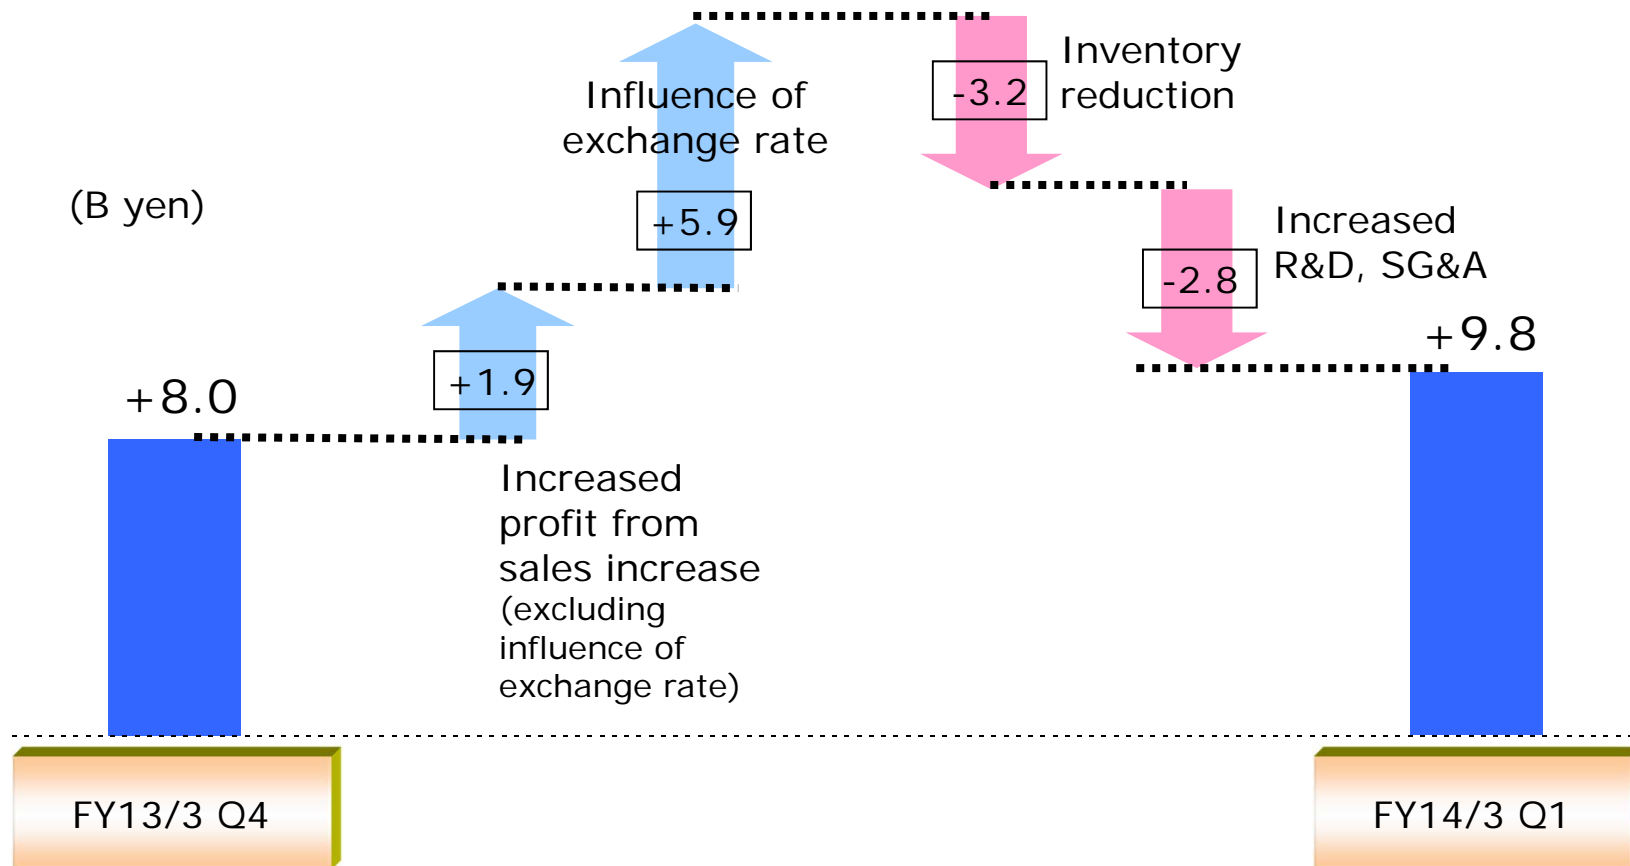 (B yen)
+8.0
+1.9
Increased
profit from
sales increase
(excluding
influence of
exchange rate)
Influence of
exchange rate
+5.9
-3.2
Inventory
reduction
-2.8
Increased
R&D, SG&A
+9.8
FY13/3 Q4
FY14/3 Q1